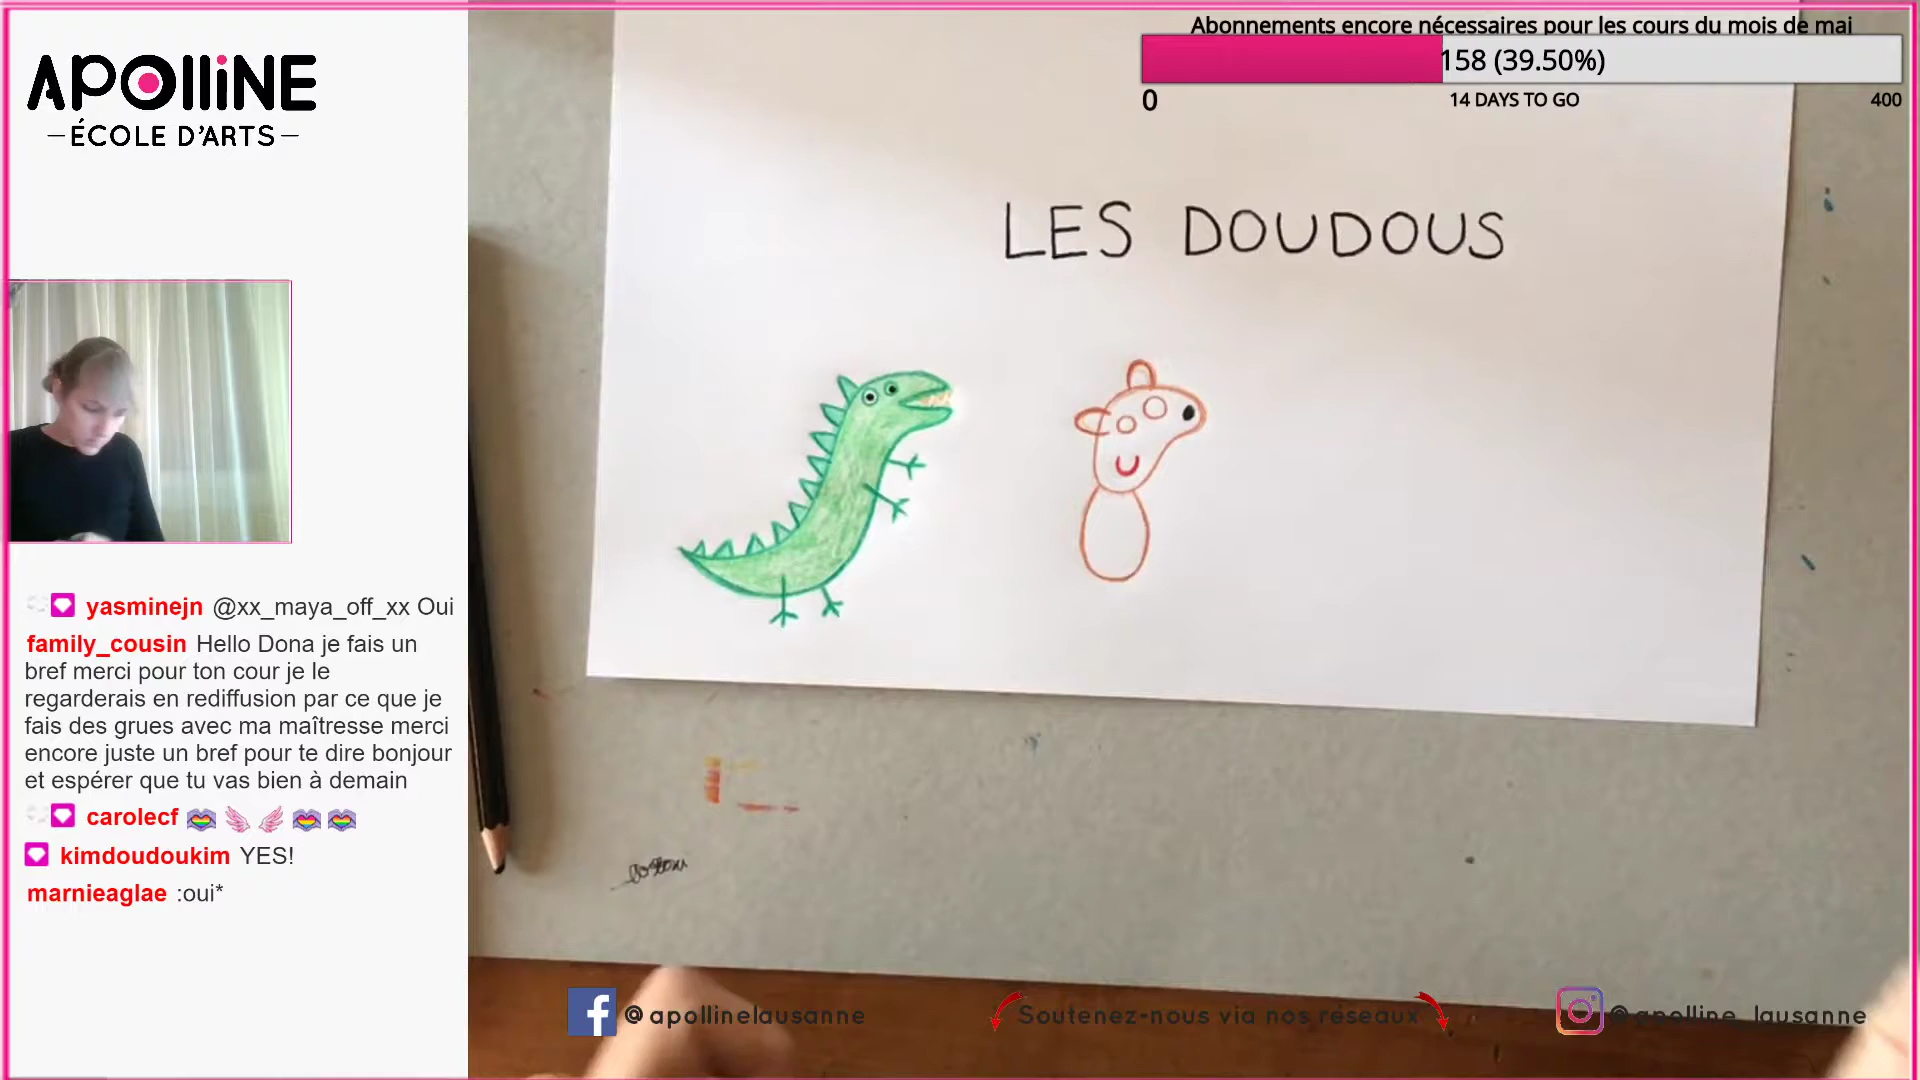 APOLLINE
ÉCOLE D'ARTS
Abonnements encore nécessaires pour les cours du mois de mai
158 (39.50%)
0
14 DAYS TO GO
400
LES DOUDOUS
yasminejn @xx_maya_off_xx Oui
family_cousin Hello Dona je fais un
bref merci pour ton cour je le
regarderais en rediffusion par ce que je
fais des grues avec ma maîtresse merci
encore juste un bref pour te dire bonjour
et espérer que tu vas bien à demain
carolecf
kimdoudoukim YES!
marnieaglae :oui*
@apollinelausanne
Soutenez-nous via nos réseaux
@apolline_lausanne